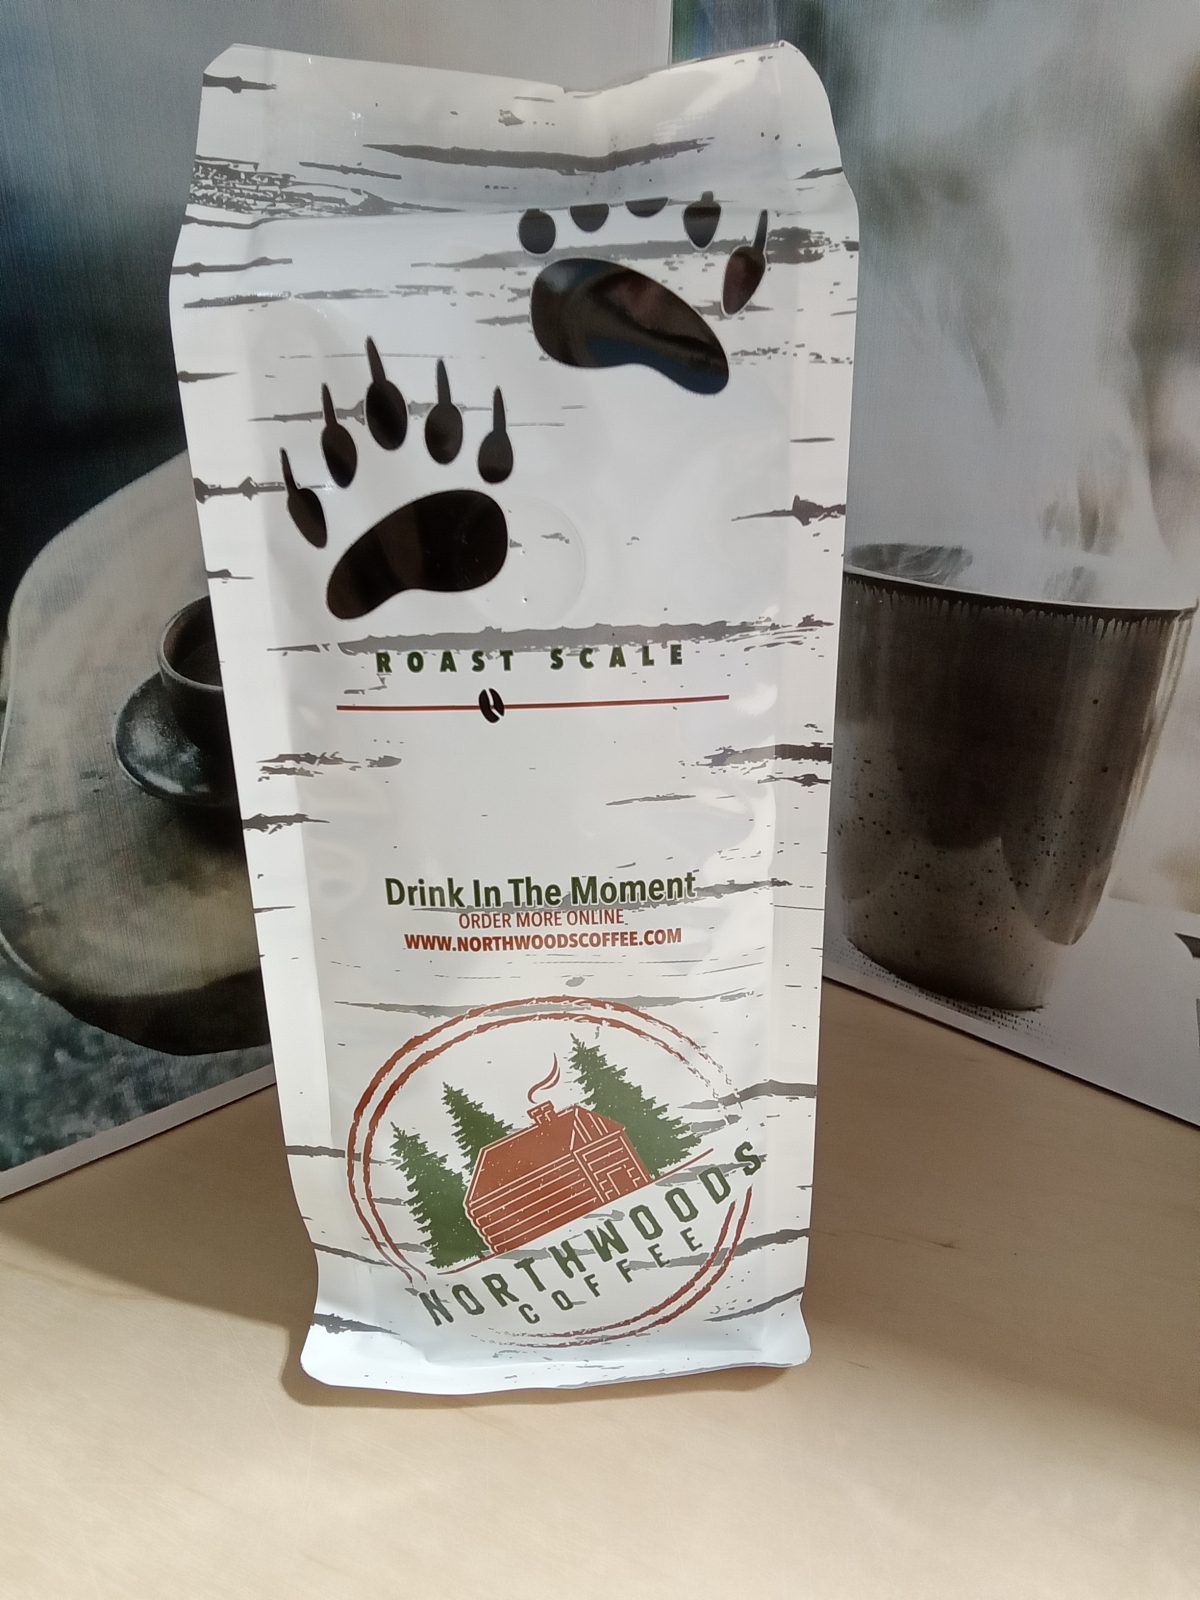 ROAST SCALE
Drink In The Moment
ORDER MORE ONLINE
WWW.NORTHWOODSCOFFEE.COM
NORTHWOODS
COFFEE